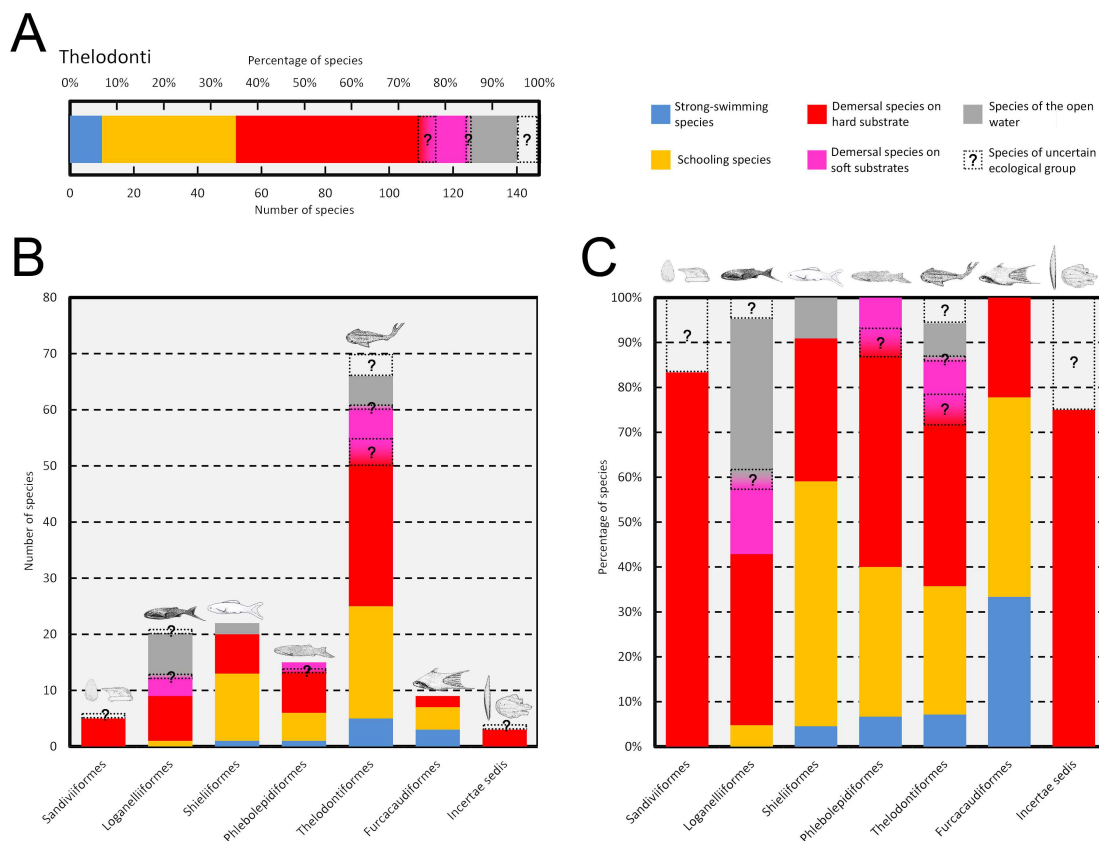 A
Thelodonti
Percentage of species
0% 10% 20% 30% 40% 50% 60% 70% 80% 90% 100%
? ? ?
0 20 40 60 80 100 120 140
Number of species
Strong-swimming
species
Schooling species
Demersal species on
hard substrate
Demersal species on
soft substrates
Species of the open
water
?
Species of uncertain
ecological group
B
Number of species
80
70
60
50
40
30
20
10
0
?
?
?
?
?
?
?
?
Sandiviiformes
Loganelliiformes
Shieliiformes
Phlebolepidiformes
Thelodontiformes
Furcacaudiformes
Incertae sedis
C
Percentage of species
100%
90%
80%
70%
60%
50%
40%
30%
20%
10%
0%
?
?
?
?
?
?
?
?
Sandiviiformes
Loganelliiformes
Shieliiformes
Phlebolepidiformes
Thelodontiformes
Furcacaudiformes
Incertae sedis